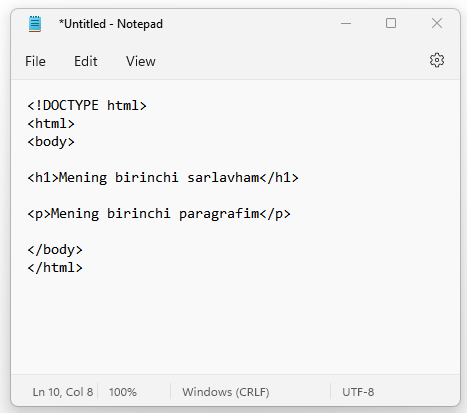 *Untitled - Notepad
File Edit View
<!DOCTYPE html>
<html>
<body>
<h1>Mening birinchi sarlavham</h1>
<p>Mening birinchi paragrafim</p>
</body>
</html>
Ln 10, Col 8 100% Windows (CRLF) UTF-8